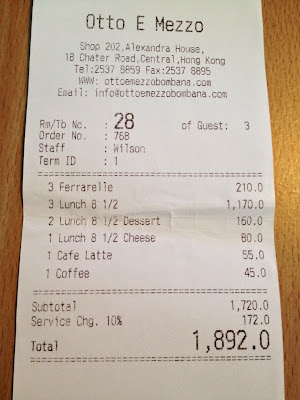 Otto E Mezzo
Shop 202,Alexandra House,
18 Chater Road,Central,Hong Kong
Tel:2537 8859 Fax:2537 8895
WWW: ottoemezzobombana.com
Email: info@ottoemezzobombana.com
Rm/Tb No. : 28 of Guest: 3
Order No. : 768
Staff : Wilson
Term ID : 1
3 Ferrarelle 210.0
3 Lunch 8 1/2 1,170.0
2 Lunch 8 1/2 Dessert 160.0
1 Lunch 8 1/2 Cheese 80.0
1 Cafe Latte 55.0
1 Coffee 45.0
Subtotal 1,720.0
Service Chg. 10% 172.0
Total 1,892.0